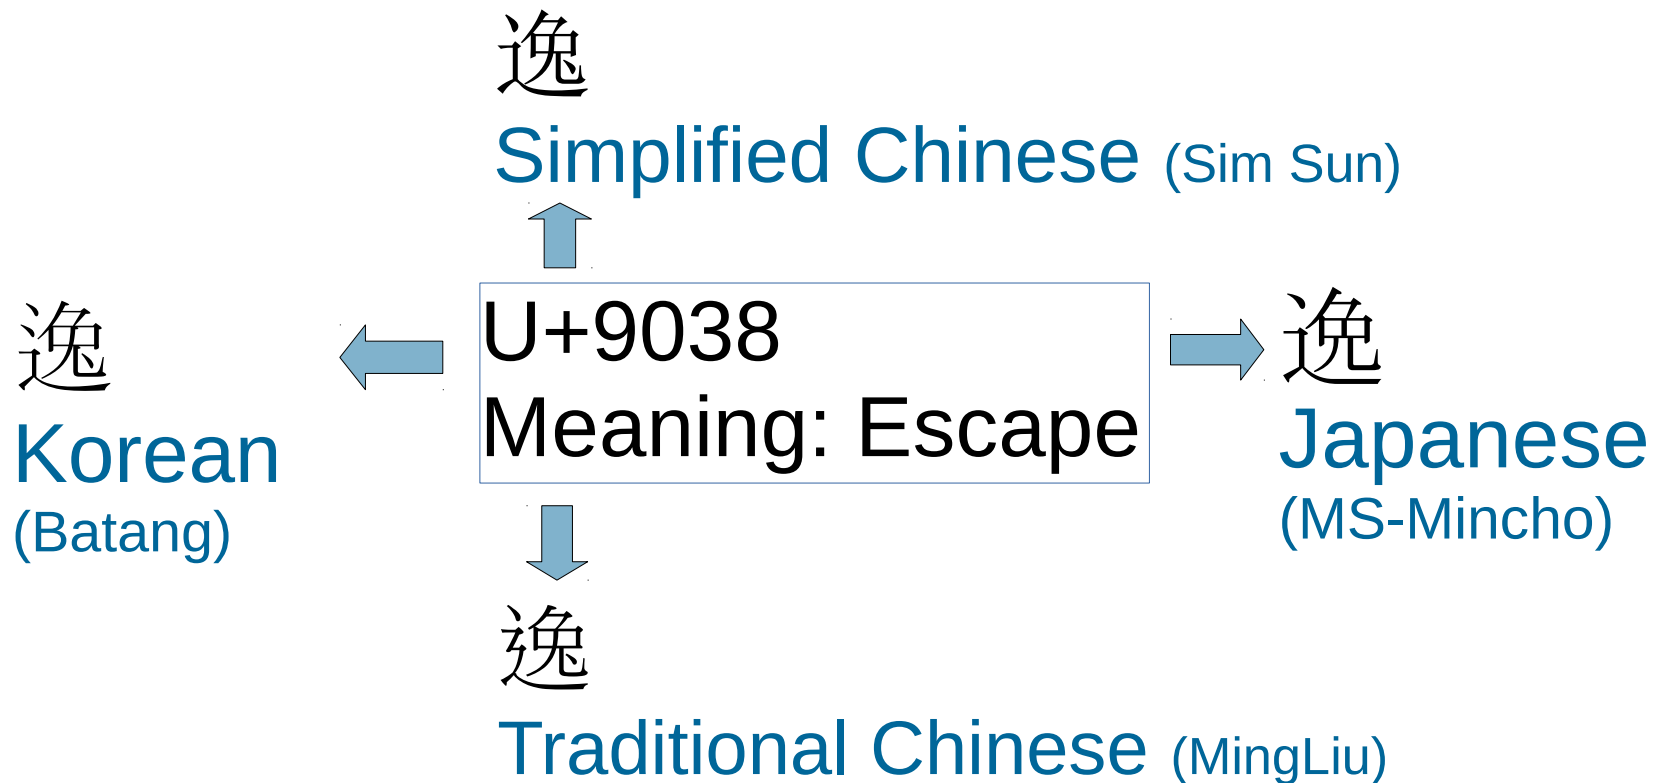 逸
Simplified Chinese (Sim Sun)
逸
Korean
(Batang)
U+9038
Meaning: Escape
逸
Japanese
(MS-Mincho)
逸
Traditional Chinese (MingLiu)